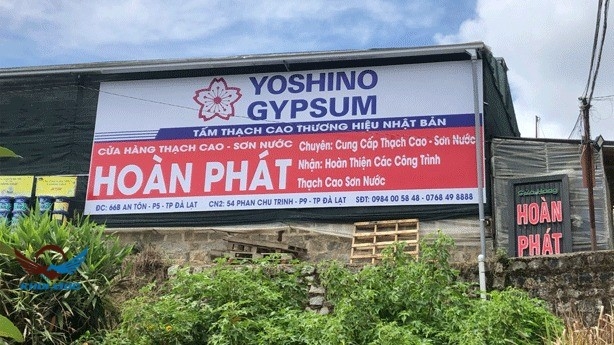 YOSHINO
GYPSUM
TẤM THẠCH CAO THƯƠNG HIỆU NHẬT BẢN
CỬA HÀNG THẠCH CAO - SƠN NƯỚC
HOÀN PHÁT
Chuyên: Cung Cấp Thạch Cao - Sơn Nước
Nhận: Hoàn Thiện Các Công Trình
Thạch Cao Sơn Nước
ĐC: 66B AN TÔN - P5 - TP ĐÀ LẠT
CN2: 54 PHAN CHU TRINH - P9 - TP ĐÀ LẠT
SĐT: 0984 00 58 48 - 0768 49 8888
HOÀN
PHÁT